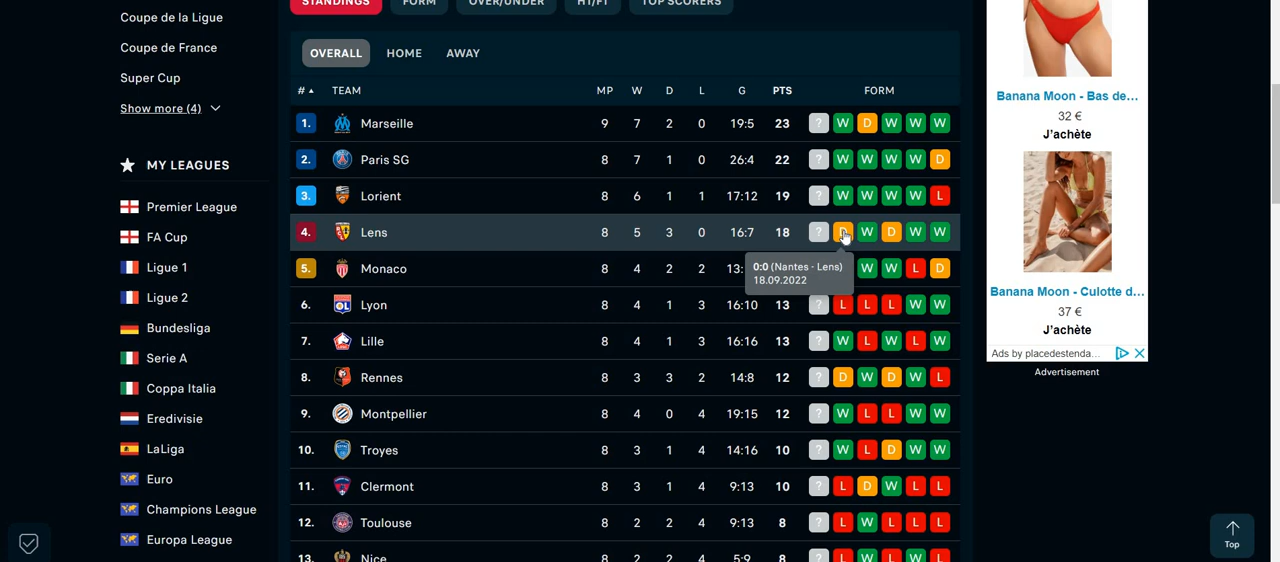 Coupe de la Ligue
Coupe de France
Super Cup
Show more (4)
MY LEAGUES
Premier League
FA Cup
Ligue 1
Ligue 2
Bundesliga
Serie A
Coppa Italia
Eredivisie
LaLiga
Euro
Champions League
Europa League
STANDINGS FORM OVER/UNDER HT/FT TOP SCORERS
OVERALL HOME AWAY
# TEAM MP W D L G PTS FORM
1. Marseille 9 7 2 0 19:5 23 ? W D W W W
2. Paris SG 8 7 1 0 26:4 22 ? W W W W D
3. Lorient 8 6 1 1 17:12 19 ? W W W W L
4. Lens 8 5 3 0 16:7 18 ? D W D W W
5. Monaco 8 4 2 2 13: W W L D
0:0 (Nantes - Lens)
18.09.2022
6. Lyon 8 4 1 3 16:10 13 ? L L L W W
7. Lille 8 4 1 3 16:16 13 ? W L W L W
8. Rennes 8 3 3 2 14:8 12 ? D W D W L
9. Montpellier 8 4 0 4 19:15 12 ? W L L W W
10. Troyes 8 3 1 4 14:16 10 ? W L D W W
11. Clermont 8 3 1 4 9:13 10 ? L D W L L
12. Toulouse 8 2 2 4 9:13 8 ? L W L L L
13. Nice 8 2 2 4 5:9 8 ? L W L W L
Banana Moon - Bas de...
32 €
J'achète
Banana Moon - Culotte d...
37 €
J'achète
Ads by placedestenda...
Advertisement
Top